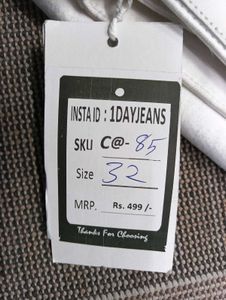 INSTA ID : 1DAYJEANS
SKU C@- 85
Size 32
MRP. Rs. 499 /-
Thanks For Choosing